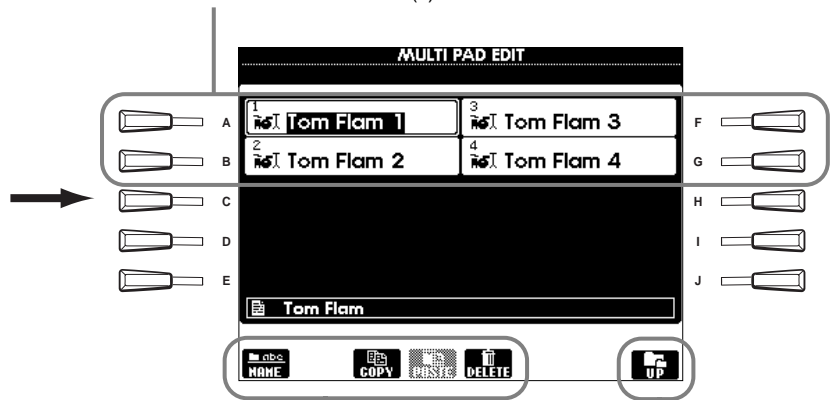 MULTI PAD EDIT
A 1 Tom Flam 1 3 Tom Flam 3 F
B 2 Tom Flam 2 4 Tom Flam 4 G
C H
D I
E J
Tom Flam
abc
NAME COPY PASTE DELETE UP